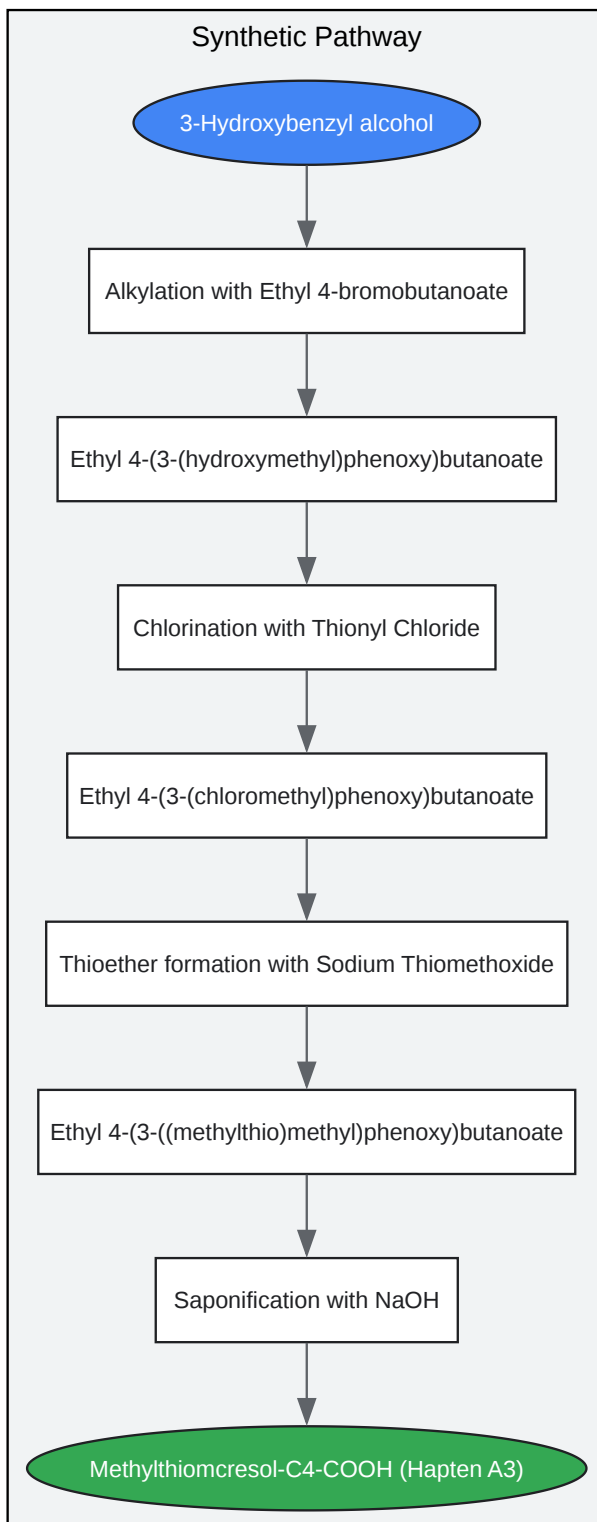 Synthetic Pathway
3-Hydroxybenzyl alcohol
Alkylation with Ethyl 4-bromobutanoate
Ethyl 4-(3-(hydroxymethyl)phenoxy)butanoate
Chlorination with Thionyl Chloride
Ethyl 4-(3-(chloromethyl)phenoxy)butanoate
Thioether formation with Sodium Thiomethoxide
Ethyl 4-(3-((methylthio)methyl)phenoxy)butanoate
Saponification with NaOH
Methylthiomcresol-C4-COOH (Hapten A3)